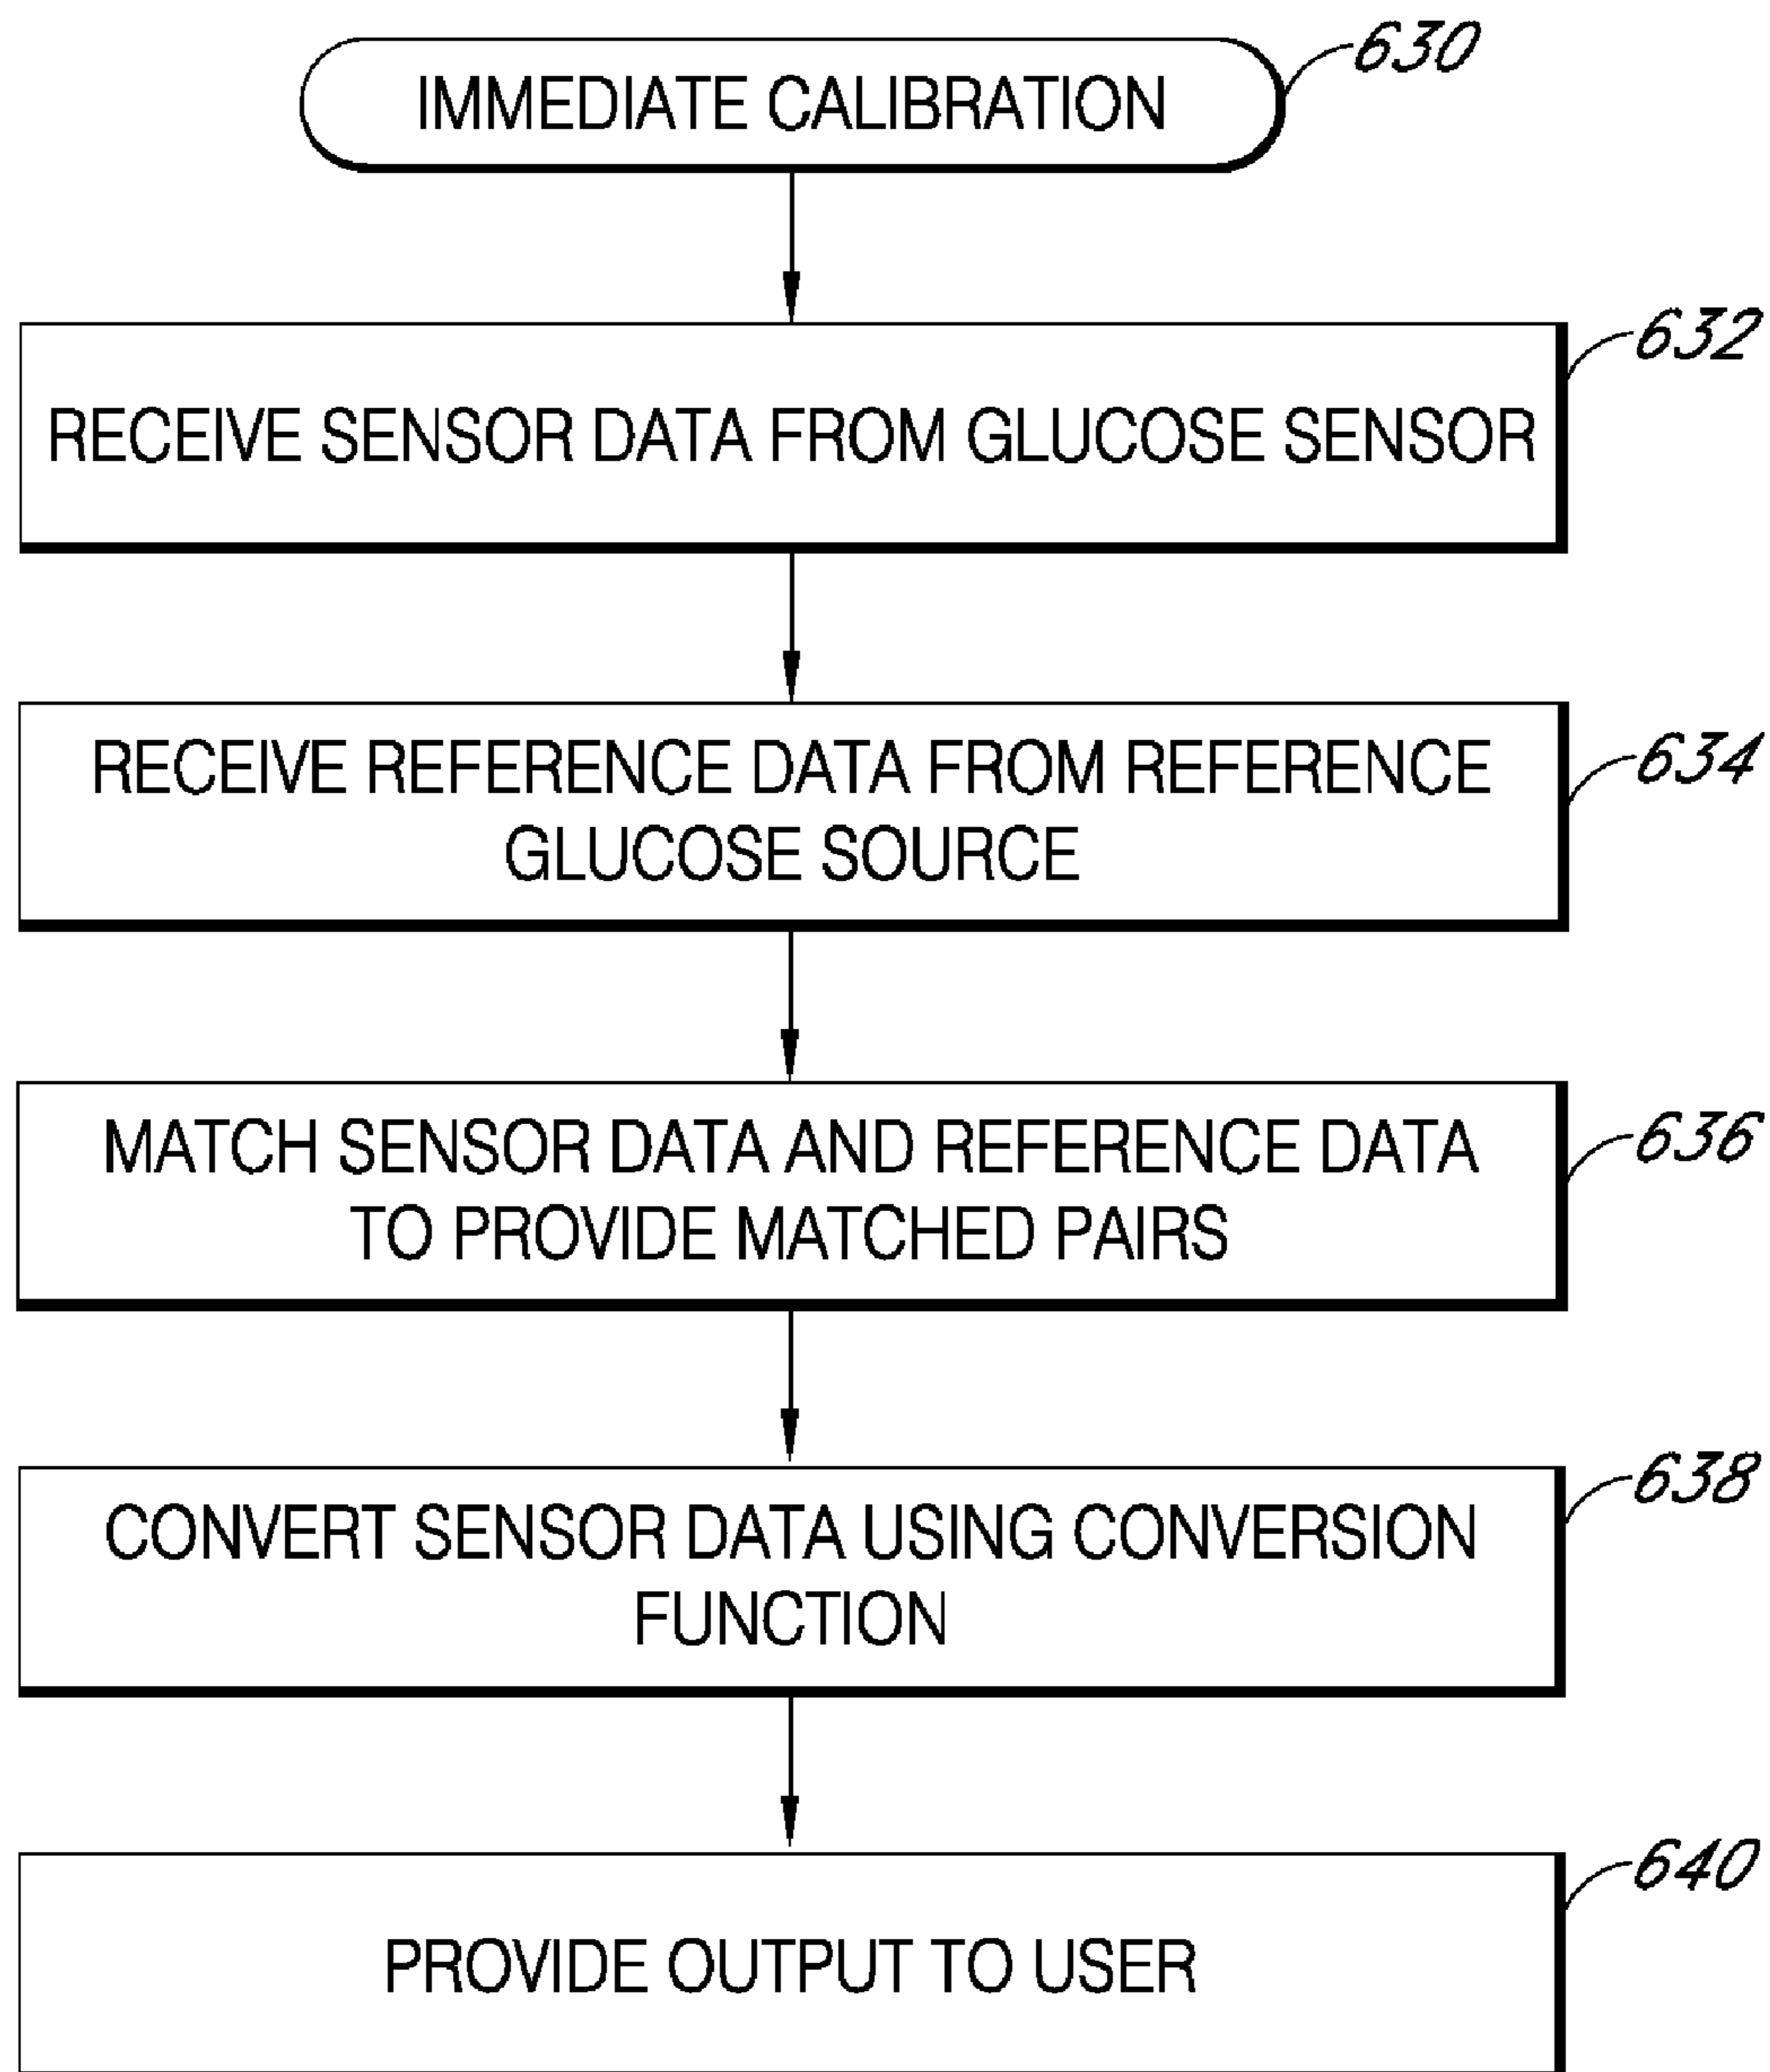 IMMEDIATE CALIBRATION
630
RECEIVE SENSOR DATA FROM GLUCOSE SENSOR
632
RECEIVE REFERENCE DATA FROM REFERENCE
GLUCOSE SOURCE
634
MATCH SENSOR DATA AND REFERENCE DATA
TO PROVIDE MATCHED PAIRS
636
CONVERT SENSOR DATA USING CONVERSION
FUNCTION
638
PROVIDE OUTPUT TO USER
640